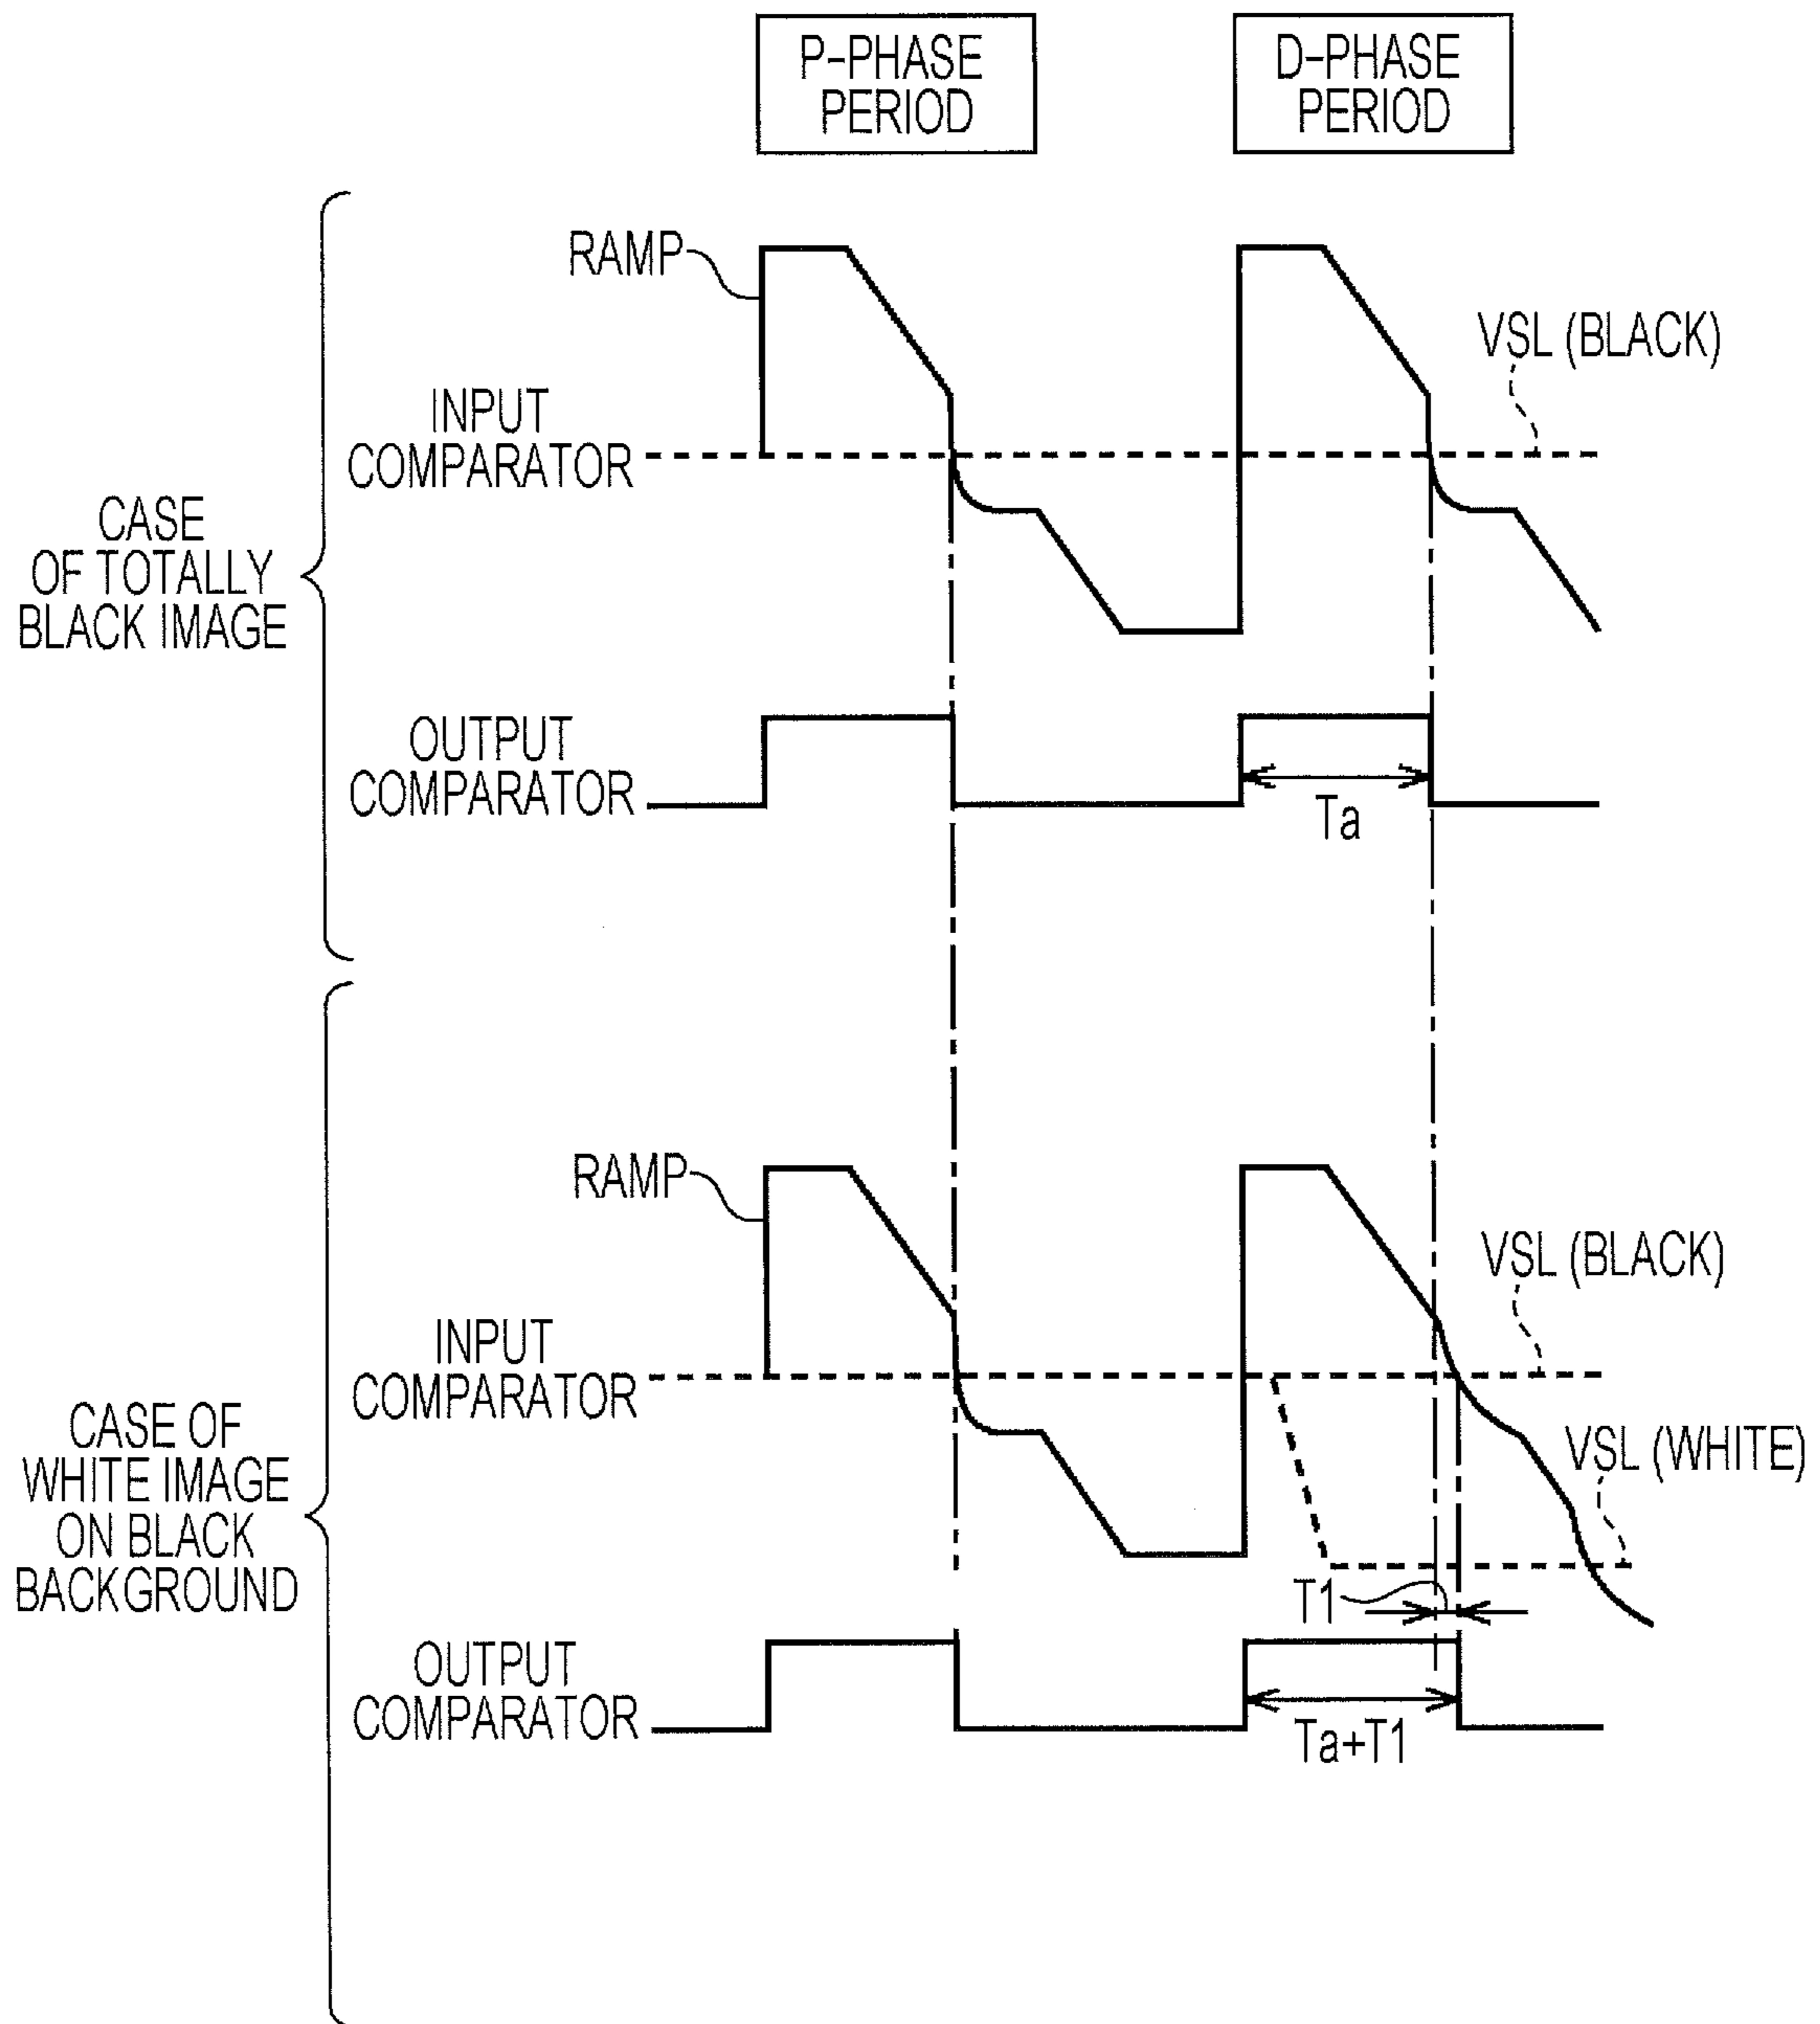 P-PHASE
PERIOD
D-PHASE
PERIOD
RAMP
VSL (BLACK)
INPUT
COMPARATOR
CASE
OF TOTALLY
BLACK IMAGE
OUTPUT
COMPARATOR
Ta
RAMP
VSL (BLACK)
INPUT
COMPARATOR
CASE OF
WHITE IMAGE
ON BLACK
BACKGROUND
VSL (WHITE)
T1
OUTPUT
COMPARATOR
Ta+T1